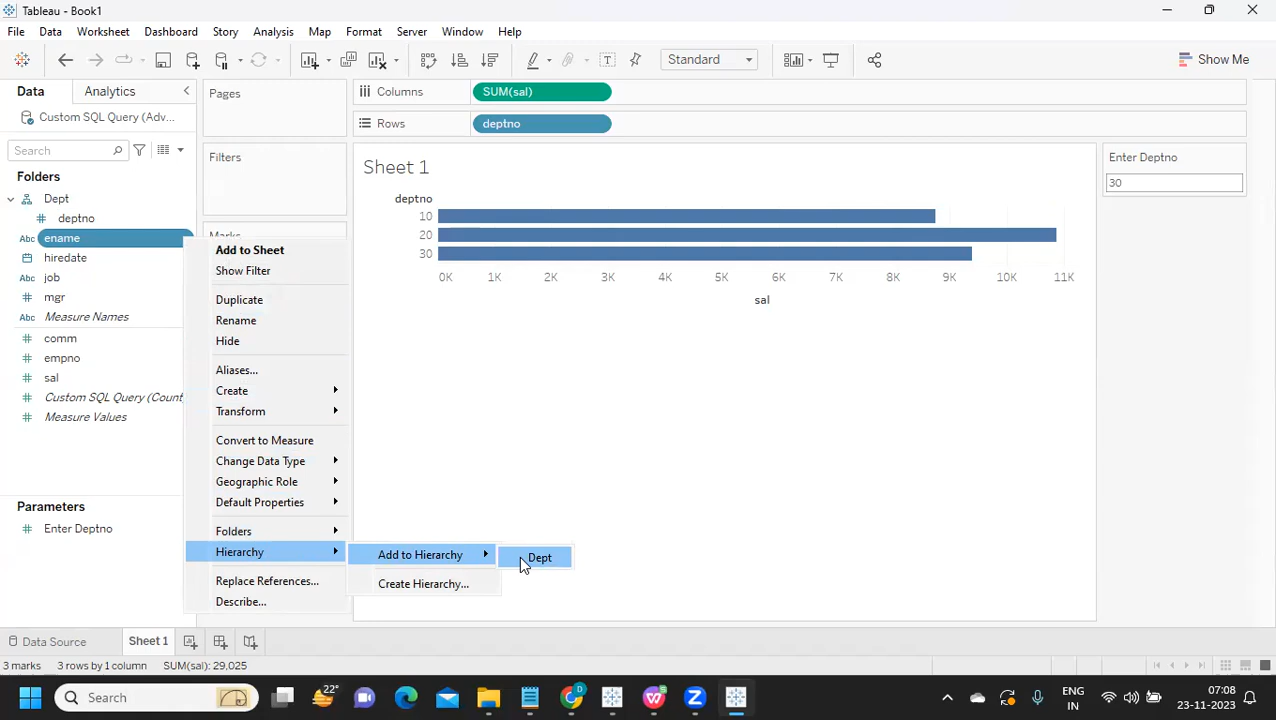 Tableau - Book1
File Data Worksheet Dashboard Story Analysis Map Format Server Window Help
Standard
Show Me
Data Analytics
Pages
Columns SUM(sal)
Custom SQL Query (Adv...
Rows deptno
Search
Filters
Sheet 1
Enter Deptno
30
Folders
Dept
deptno
Abc ename
hiredate
Abc job
Abc mgr
Abc Measure Names
comm
empno
sal
Custom SQL Query (Count
Measure Values
Parameters
Enter Deptno
Marks
Add to Sheet
Show Filter
Duplicate
Rename
Hide
Aliases...
Create
Transform
Convert to Measure
Change Data Type
Geographic Role
Default Properties
Folders
Hierarchy
Replace References...
Describe...
Add to Hierarchy
Create Hierarchy...
Dept
deptno
10
20
30
0K 1K 2K 3K 4K 5K 6K 7K 8K 9K 10K 11K
sal
Data Source Sheet 1
3 marks 3 rows by 1 column SUM(sal): 29,025
Search
22°
ENG
IN
07:08
23-11-2023